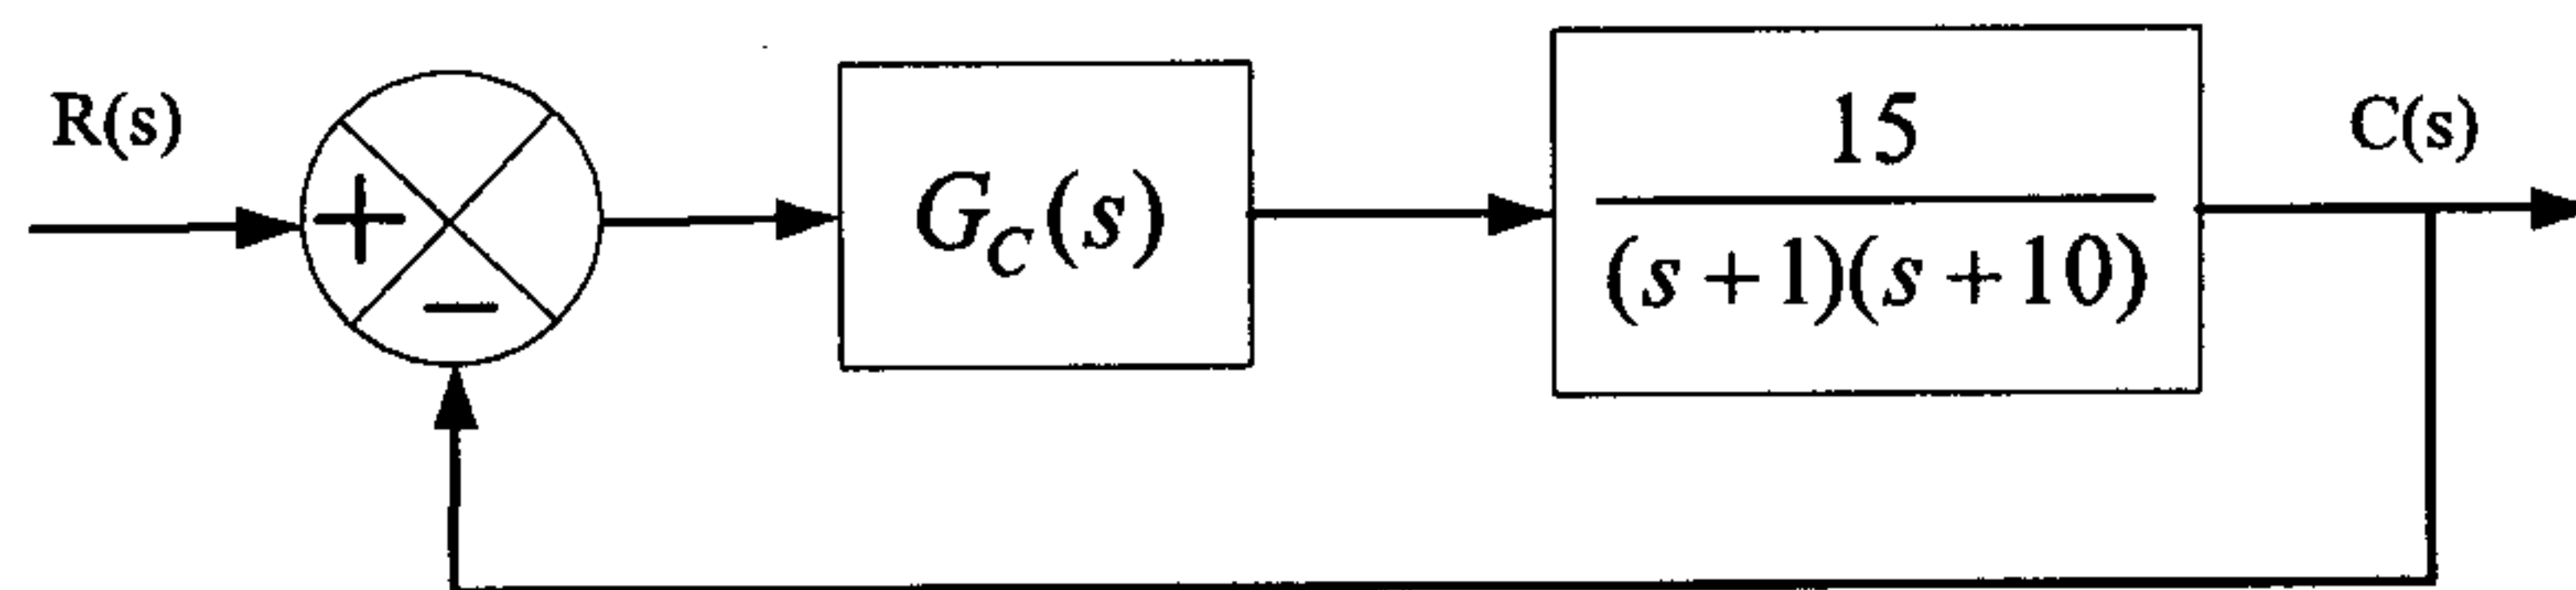 R(s)
+
−
G_C(s)
15
(s+1)(s+10)
C(s)